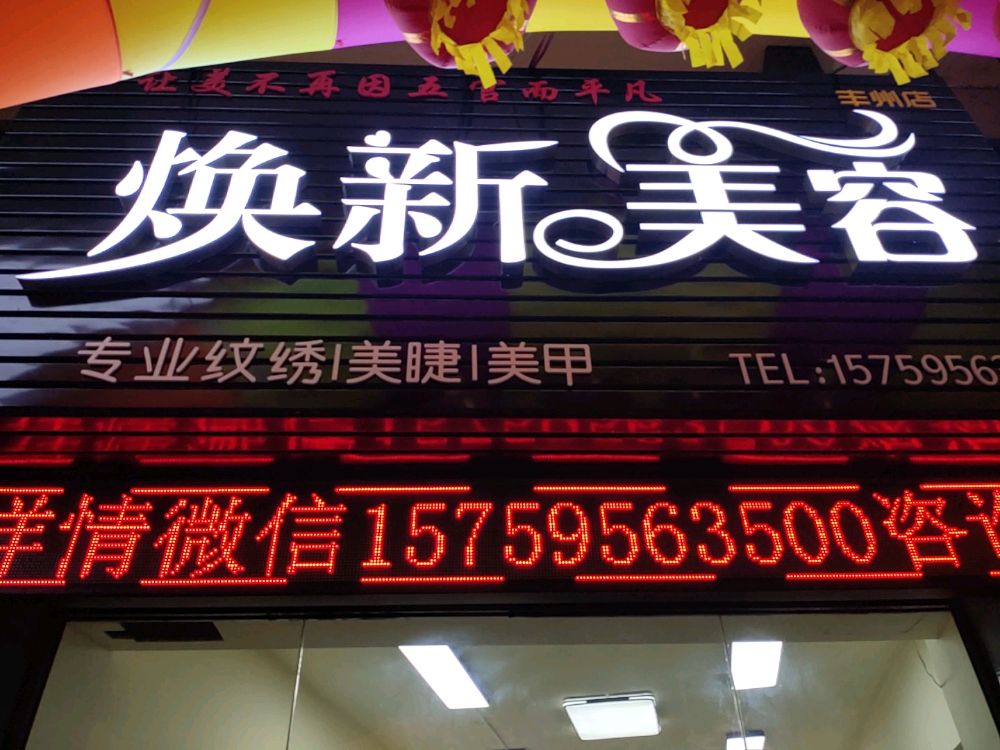 让美不再因五官而平凡
丰州店
焕新美容
专业纹绣|美睫|美甲
TEL:15759563
详情微信15759563500咨询